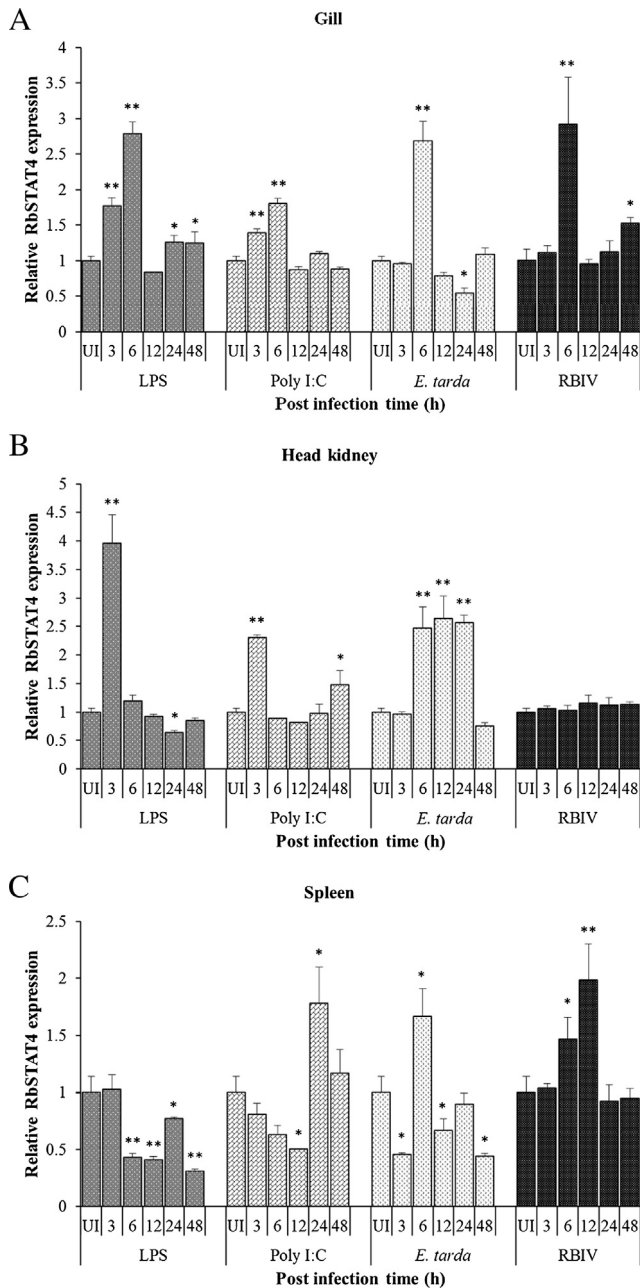 A
Gill
Relative RbSTAT4 expression
4
3.5
3
2.5
2
1.5
1
0.5
0
** ** * *
** **
** *
** *
UI 3 6 12 24 48 UI 3 6 12 24 48 UI 3 6 12 24 48 UI 3 6 12 24 48
LPS Poly I:C E. tarda RBIV
Post infection time (h)
B
Head kidney
Relative RbSTAT4 expression
5
4.5
4
3.5
3
2.5
2
1.5
1
0.5
0
** *
** *
** ** **
UI 3 6 12 24 48 UI 3 6 12 24 48 UI 3 6 12 24 48 UI 3 6 12 24 48
LPS Poly I:C E. tarda RBIV
Post infection time (h)
C
Spleen
Relative RbSTAT4 expression
2.5
2
1.5
1
0.5
0
** ** * **
* *
* * * *
* **
UI 3 6 12 24 48 UI 3 6 12 24 48 UI 3 6 12 24 48 UI 3 6 12 24 48
LPS Poly I:C E. tarda RBIV
Post infection time (h)